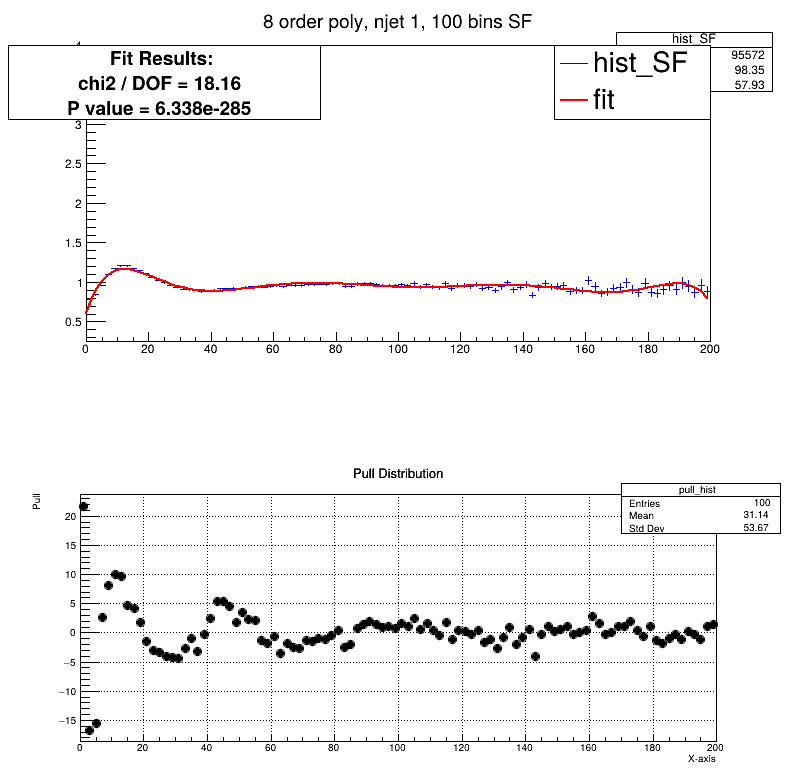 8 order poly, njet 1, 100 bins SF
hist_SF
95572
98.35
57.93
Fit Results:
chi2 / DOF = 18.16
P value = 6.338e-285
hist_SF
fit
3
2.5
2
1.5
1
0.5
0 20 40 60 80 100 120 140 160 180 200
Pull Distribution
pull_hist
Entries 100
Mean 31.14
Std Dev 53.67
Pull
20
15
10
5
0
−5
−10
−15
0 20 40 60 80 100 120 140 160 180 200
X-axis